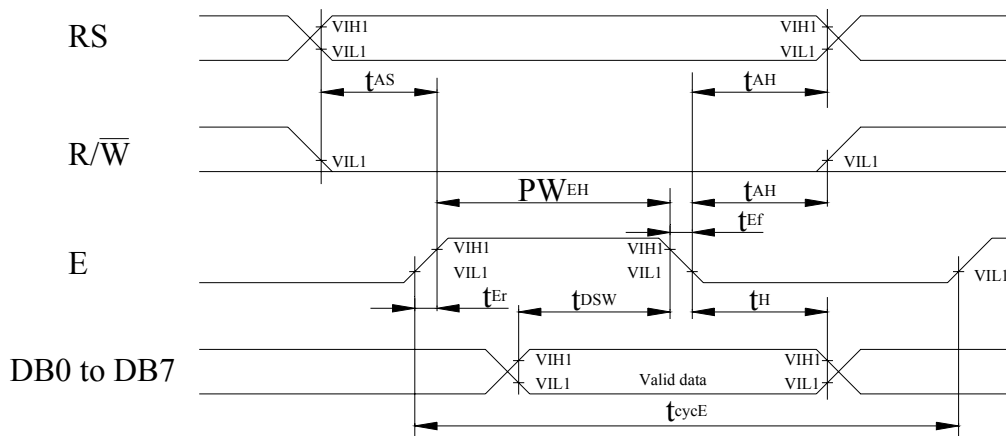 RS
VIH1
VIL1
VIH1
VIL1
tAS
tAH
R/W̅
VIL1
VIL1
PWEH
tAH
tEf
E
VIH1
VIL1
VIH1
VIL1
VIL1
tEr
tDSW
tH
DB0 to DB7
VIH1
VIL1
Valid data
VIH1
VIL1
tcycE